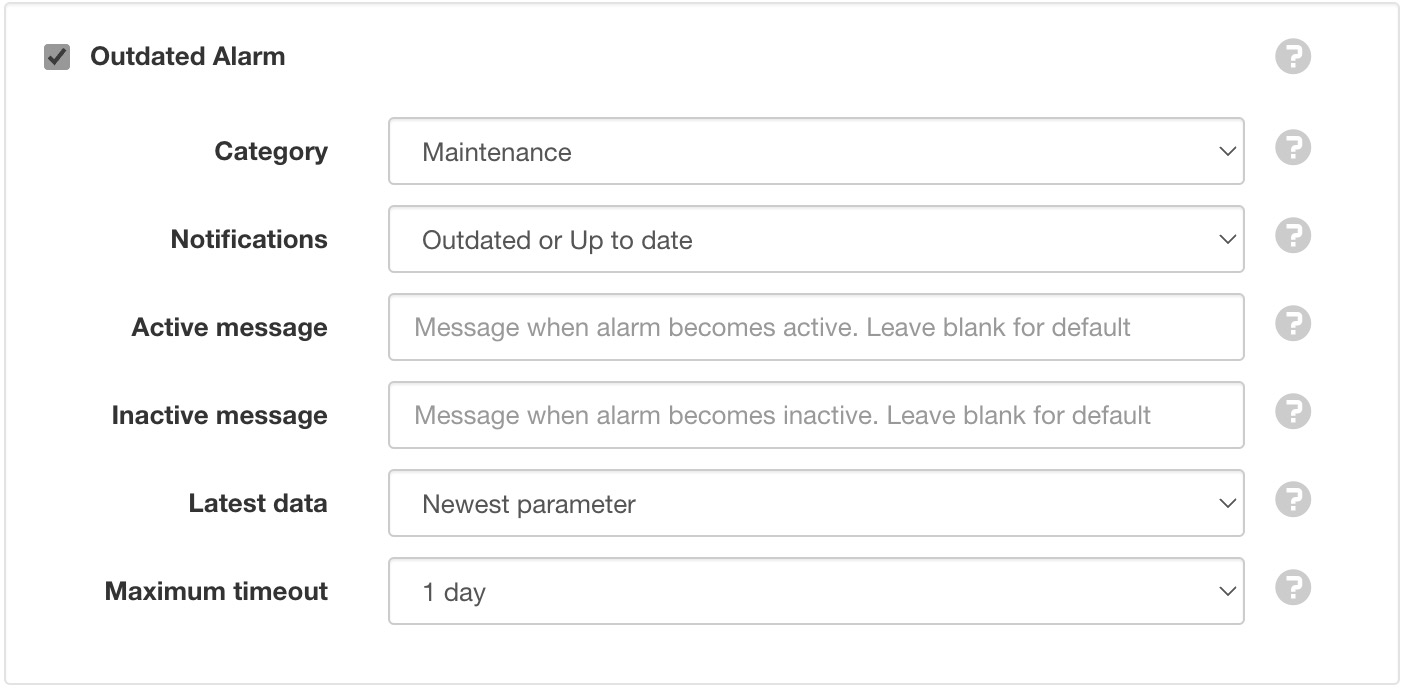 Outdated Alarm
Category Maintenance
Notifications Outdated or Up to date
Active message Message when alarm becomes active. Leave blank for default
Inactive message Message when alarm becomes inactive. Leave blank for default
Latest data Newest parameter
Maximum timeout 1 day